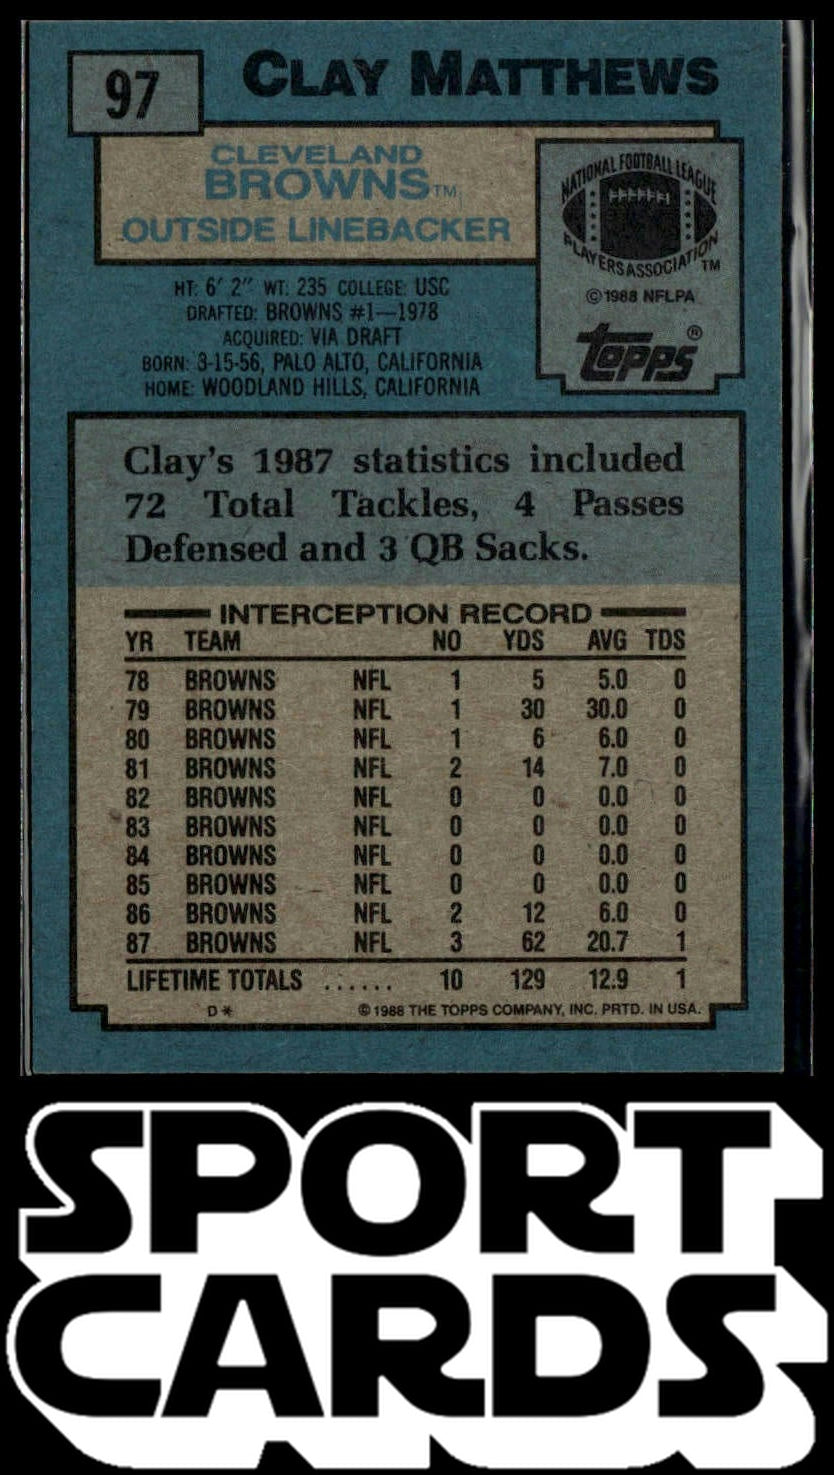 97
CLAY MATTHEWS
CLEVELAND
BROWNS™
OUTSIDE LINEBACKER
NATIONAL FOOTBALL LEAGUE
PLAYERS ASSOCIATION ™
© 1988 NFLPA
topps®
HT: 6' 2" WT: 235 COLLEGE: USC
DRAFTED: BROWNS #1—1978
ACQUIRED: VIA DRAFT
BORN: 3-15-56, PALO ALTO, CALIFORNIA
HOME: WOODLAND HILLS, CALIFORNIA
Clay's 1987 statistics included
72 Total Tackles, 4 Passes
Defensed and 3 QB Sacks.
INTERCEPTION RECORD
YR TEAM NO YDS AVG TDS
78 BROWNS NFL 1 5 5.0 0
79 BROWNS NFL 1 30 30.0 0
80 BROWNS NFL 1 6 6.0 0
81 BROWNS NFL 2 14 7.0 0
82 BROWNS NFL 0 0 0.0 0
83 BROWNS NFL 0 0 0.0 0
84 BROWNS NFL 0 0 0.0 0
85 BROWNS NFL 0 0 0.0 0
86 BROWNS NFL 2 12 6.0 0
87 BROWNS NFL 3 62 20.7 1
LIFETIME TOTALS ...... 10 129 12.9 1
D* © 1988 THE TOPPS COMPANY, INC. PRTD. IN USA.
SPORT
CARDS